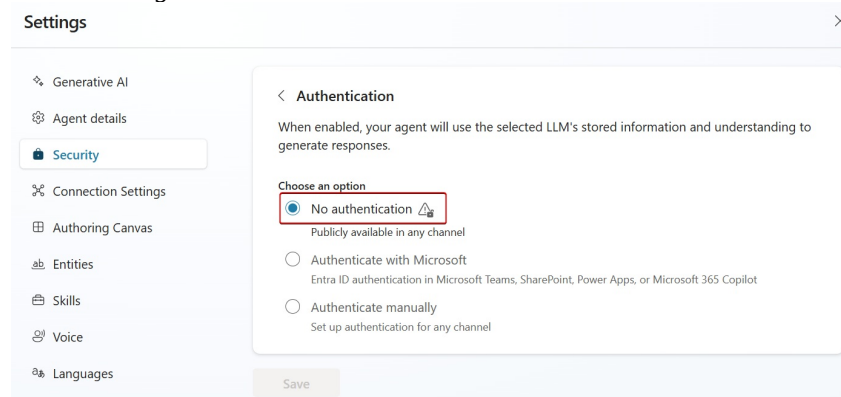 Settings
Generative AI
Agent details
Security
Connection Settings
Authoring Canvas
Entities
Skills
Voice
Languages
Authentication
When enabled, your agent will use the selected LLM's stored information and understanding to
generate responses.
Choose an option
No authentication
Publicly available in any channel
Authenticate with Microsoft
Entra ID authentication in Microsoft Teams, SharePoint, Power Apps, or Microsoft 365 Copilot
Authenticate manually
Set up authentication for any channel
Save